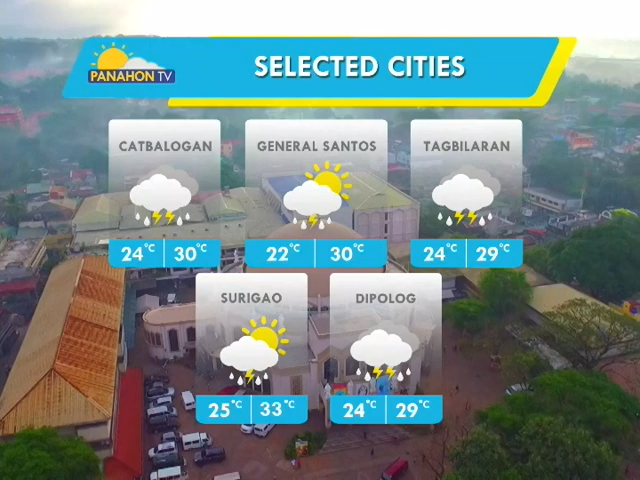 PANAHON TV
SELECTED CITIES
CATBALOGAN
24°C 30°C
GENERAL SANTOS
22°C 30°C
TAGBILARAN
24°C 29°C
SURIGAO
25°C 33°C
DIPOLOG
24°C 29°C